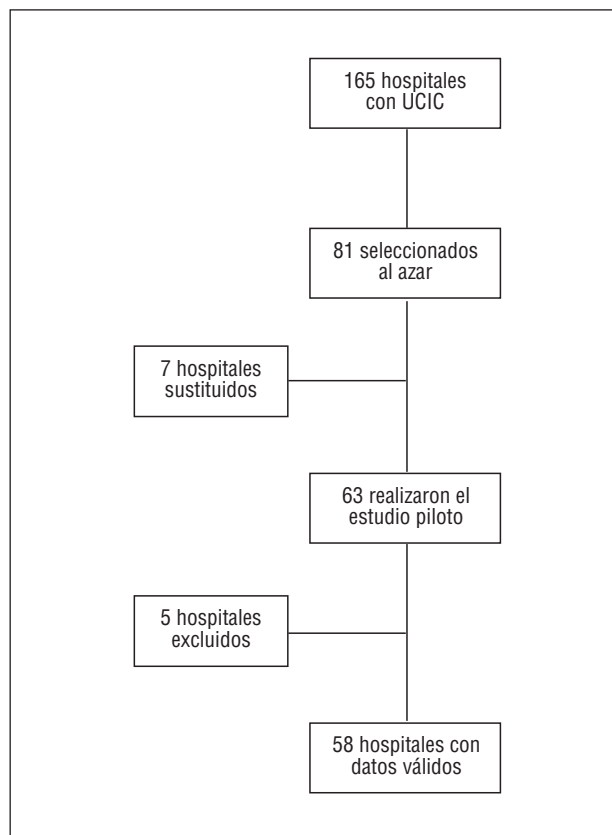 165 hospitales
con UCIC
81 seleccionados
al azar
7 hospitales
sustituidos
63 realizaron el
estudio piloto
5 hospitales
excluidos
58 hospitales con
datos válidos